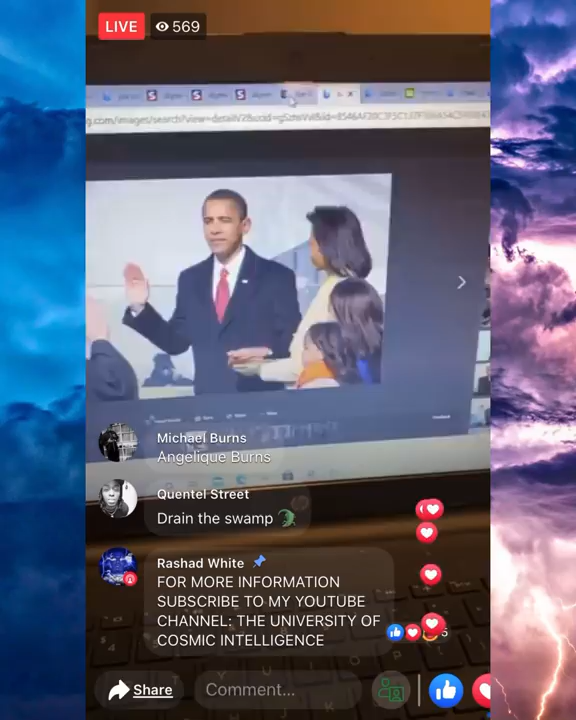 LIVE 569
Michael Burns
Angelique Burns
Quentel Street
Drain the swamp
Rashad White
FOR MORE INFORMATION
SUBSCRIBE TO MY YOUTUBE
CHANNEL: THE UNIVERSITY OF
COSMIC INTELLIGENCE
Share Comment...